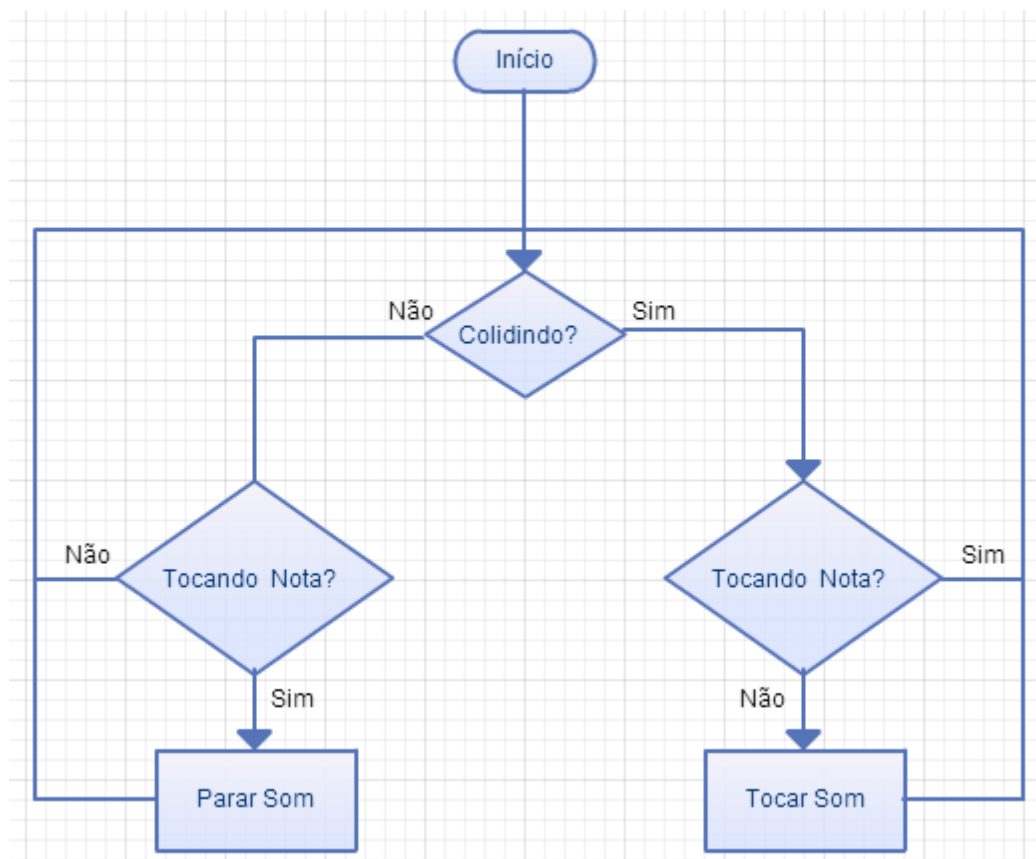 Início
Não
Sim
Colidindo?
Não
Tocando Nota?
Tocando Nota?
Sim
Sim
Não
Parar Som
Tocar Som